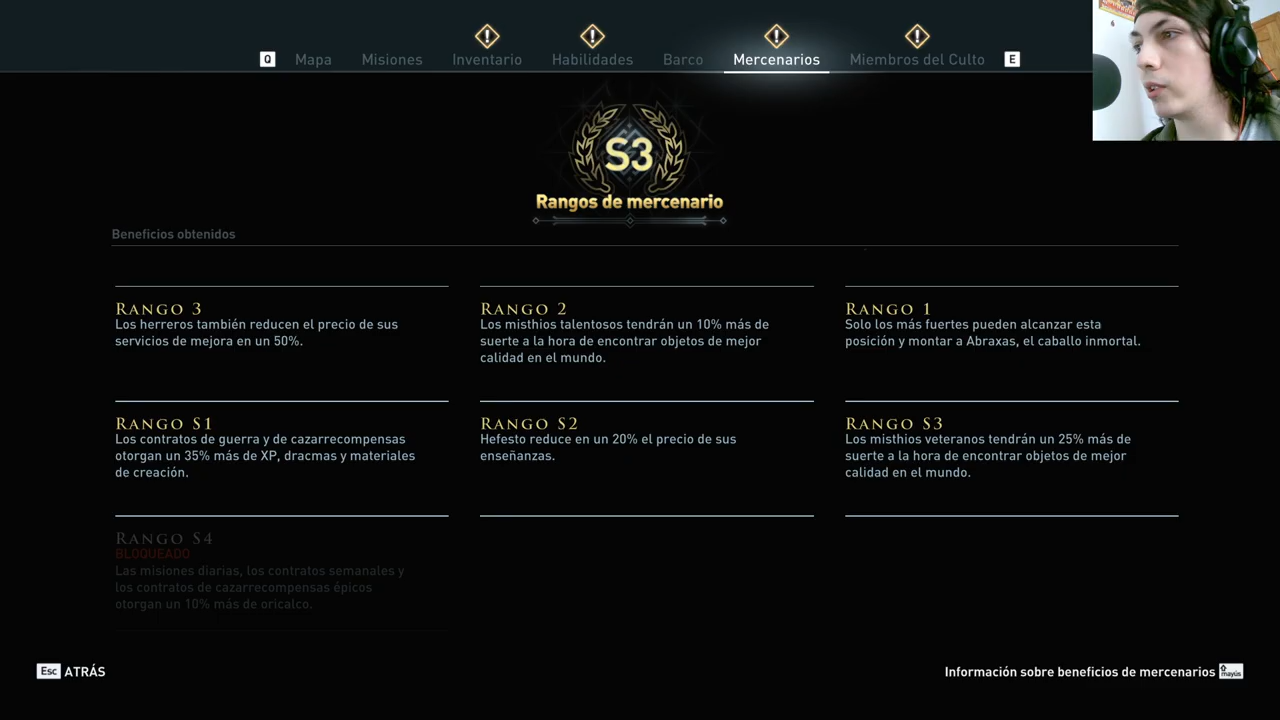 Q
Mapa
Misiones
Inventario
Habilidades
Barco
Mercenarios
Miembros del Culto
E
S3
Rangos de mercenario
Beneficios obtenidos
RANGO 3
Los herreros también reducen el precio de sus
servicios de mejora en un 50%.
RANGO 2
Los misthios talentosos tendrán un 10% más de
suerte a la hora de encontrar objetos de mejor
calidad en el mundo.
RANGO 1
Solo los más fuertes pueden alcanzar esta
posición y montar a Abraxas, el caballo inmortal.
RANGO S1
Los contratos de guerra y de cazarrecompensas
otorgan un 35% más de XP, dracmas y materiales
de creación.
RANGO S2
Hefesto reduce en un 20% el precio de sus
enseñanzas.
RANGO S3
Los misthios veteranos tendrán un 25% más de
suerte a la hora de encontrar objetos de mejor
calidad en el mundo.
RANGO S4
BLOQUEADO
Las misiones diarias, los contratos semanales y
los contratos de cazarrecompensas épicos
otorgan un 10% más de oricalco.
Esc ATRÁS
Información sobre beneficios de mercenarios mayús